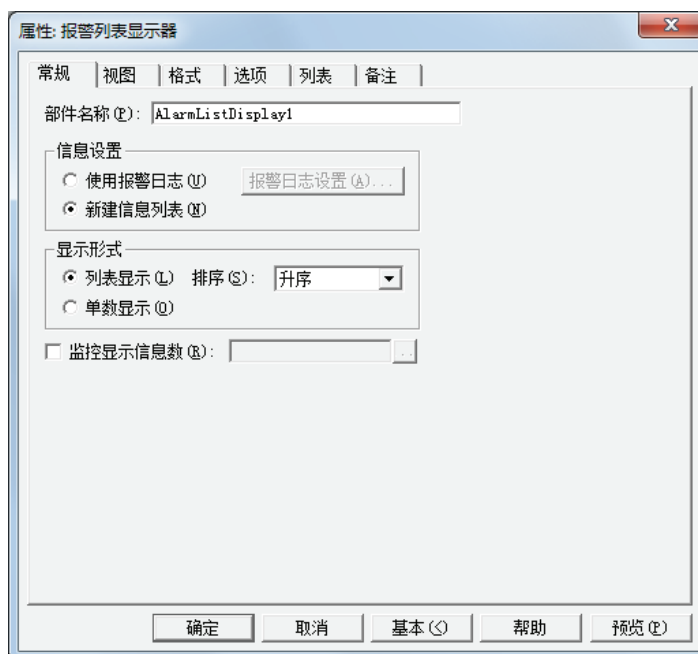 属性: 报警列表显示器
常规 视图 格式 选项 列表 备注
部件名称(P): AlarmListDisplay1
信息设置
使用报警日志(U) 报警日志设置(A)...
新建信息列表(N)
显示形式
列表显示(L) 排序(S): 升序
单数显示(O)
监控显示信息数(R): ..
确定 取消 基本(<) 帮助 预览(P)